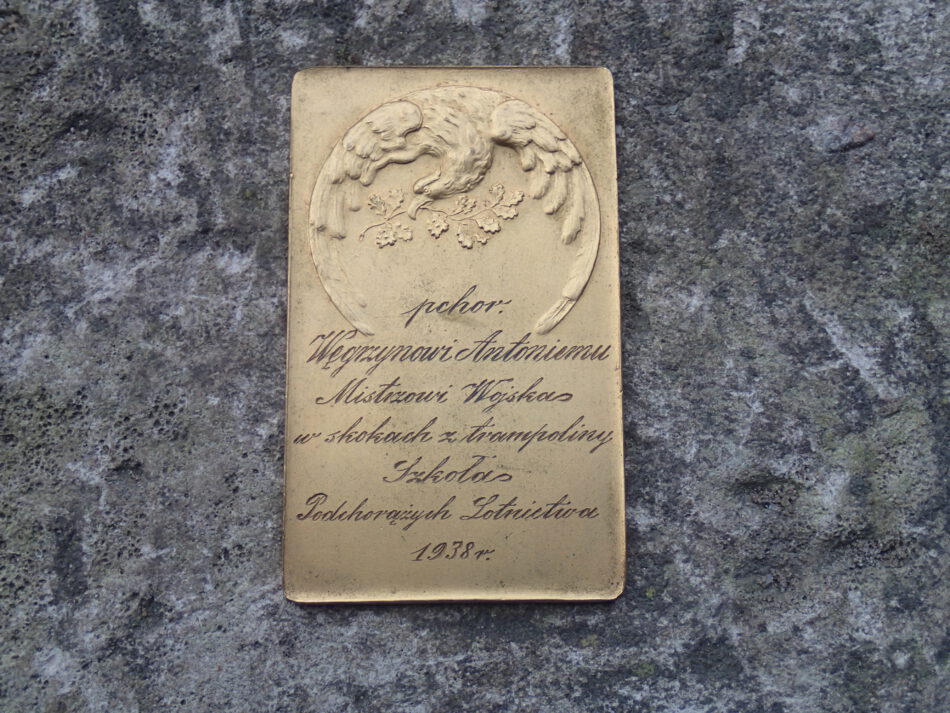 pchor.
Węgrzynowi Antoniemu
Mistrzowi Wojska
w skokach z trampoliny
Szkoła
Podchorążych Lotnictwa
1938 r.